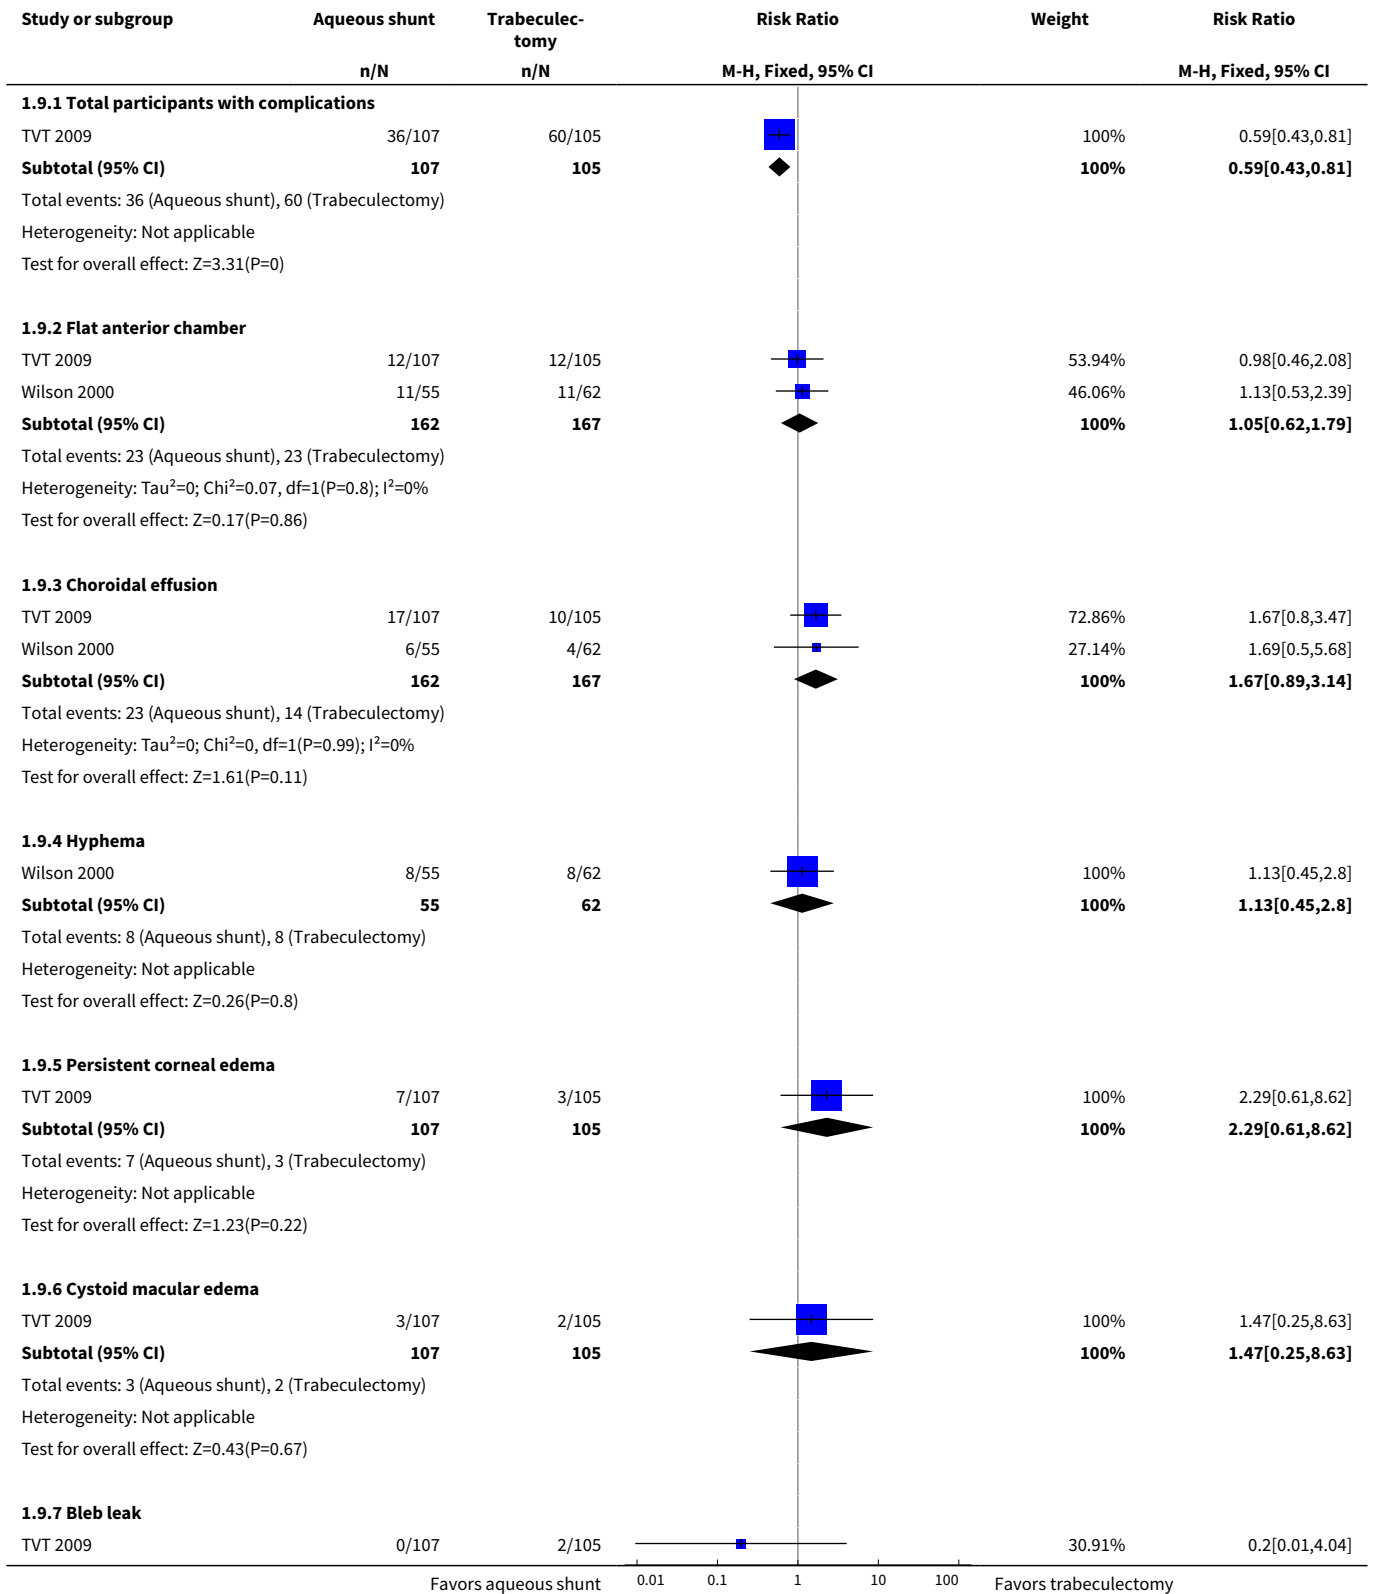 Study or subgroup Aqueous shunt Trabeculec- Risk Ratio Weight Risk Ratio
tomy
n/N n/N M-H, Fixed, 95% CI M-H, Fixed, 95% CI
1.9.1 Total participants with complications
TVT 2009 36/107 60/105 100% 0.59[0.43,0.81]
Subtotal (95% CI) 107 105 100% 0.59[0.43,0.81]
Total events: 36 (Aqueous shunt), 60 (Trabeculectomy)
Heterogeneity: Not applicable
Test for overall effect: Z=3.31(P=0)
1.9.2 Flat anterior chamber
TVT 2009 12/107 12/105 53.94% 0.98[0.46,2.08]
Wilson 2000 11/55 11/62 46.06% 1.13[0.53,2.39]
Subtotal (95% CI) 162 167 100% 1.05[0.62,1.79]
Total events: 23 (Aqueous shunt), 23 (Trabeculectomy)
Heterogeneity: Tau²=0; Chi²=0.07, df=1(P=0.8); I²=0%
Test for overall effect: Z=0.17(P=0.86)
1.9.3 Choroidal effusion
TVT 2009 17/107 10/105 72.86% 1.67[0.8,3.47]
Wilson 2000 6/55 4/62 27.14% 1.69[0.5,5.68]
Subtotal (95% CI) 162 167 100% 1.67[0.89,3.14]
Total events: 23 (Aqueous shunt), 14 (Trabeculectomy)
Heterogeneity: Tau²=0; Chi²=0, df=1(P=0.99); I²=0%
Test for overall effect: Z=1.61(P=0.11)
1.9.4 Hyphema
Wilson 2000 8/55 8/62 100% 1.13[0.45,2.8]
Subtotal (95% CI) 55 62 100% 1.13[0.45,2.8]
Total events: 8 (Aqueous shunt), 8 (Trabeculectomy)
Heterogeneity: Not applicable
Test for overall effect: Z=0.26(P=0.8)
1.9.5 Persistent corneal edema
TVT 2009 7/107 3/105 100% 2.29[0.61,8.62]
Subtotal (95% CI) 107 105 100% 2.29[0.61,8.62]
Total events: 7 (Aqueous shunt), 3 (Trabeculectomy)
Heterogeneity: Not applicable
Test for overall effect: Z=1.23(P=0.22)
1.9.6 Cystoid macular edema
TVT 2009 3/107 2/105 100% 1.47[0.25,8.63]
Subtotal (95% CI) 107 105 100% 1.47[0.25,8.63]
Total events: 3 (Aqueous shunt), 2 (Trabeculectomy)
Heterogeneity: Not applicable
Test for overall effect: Z=0.43(P=0.67)
1.9.7 Bleb leak
TVT 2009 0/107 2/105 30.91% 0.2[0.01,4.04]
Favors aqueous shunt 0.01 0.1 1 10 100 Favors trabeculectomy